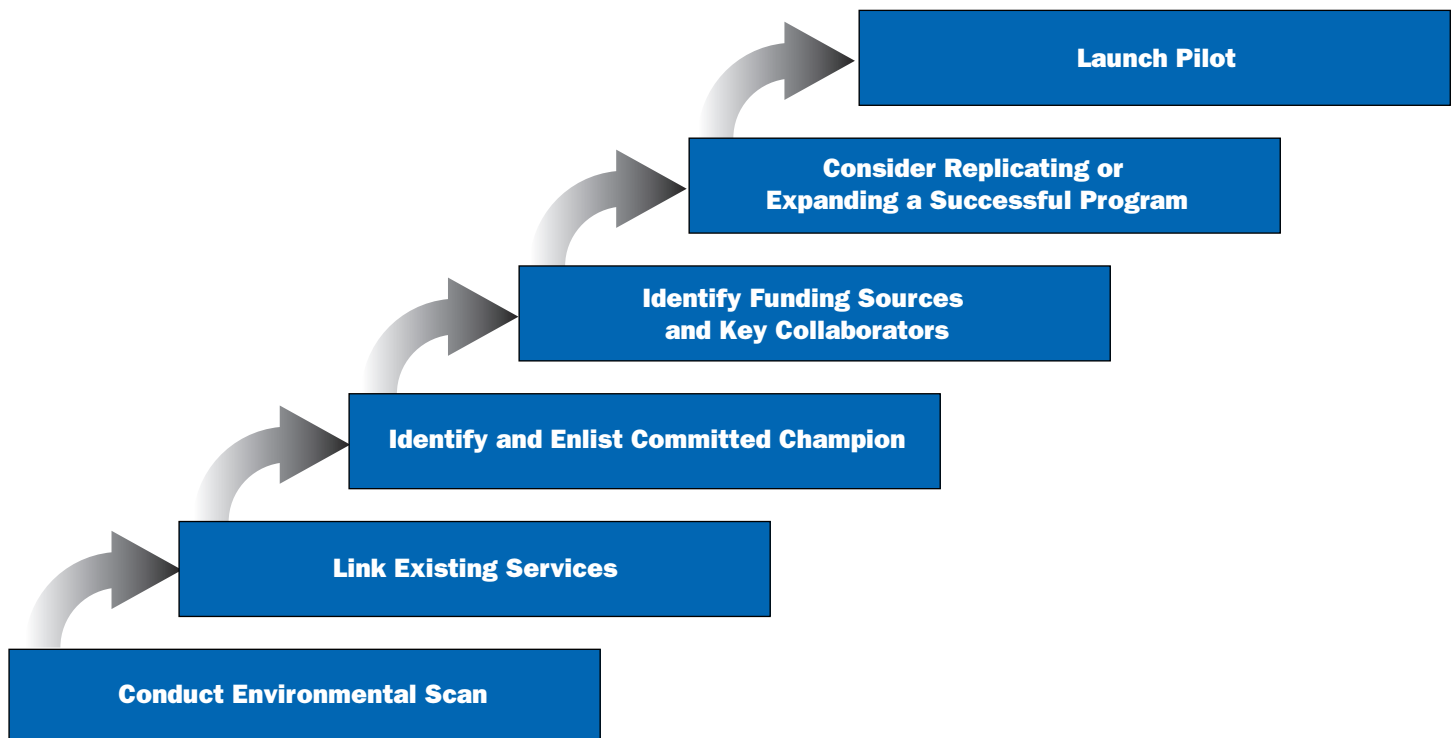 Launch Pilot
Consider Replicating or
Expanding a Successful Program
Identify Funding Sources
and Key Collaborators
Identify and Enlist Committed Champion
Link Existing Services
Conduct Environmental Scan